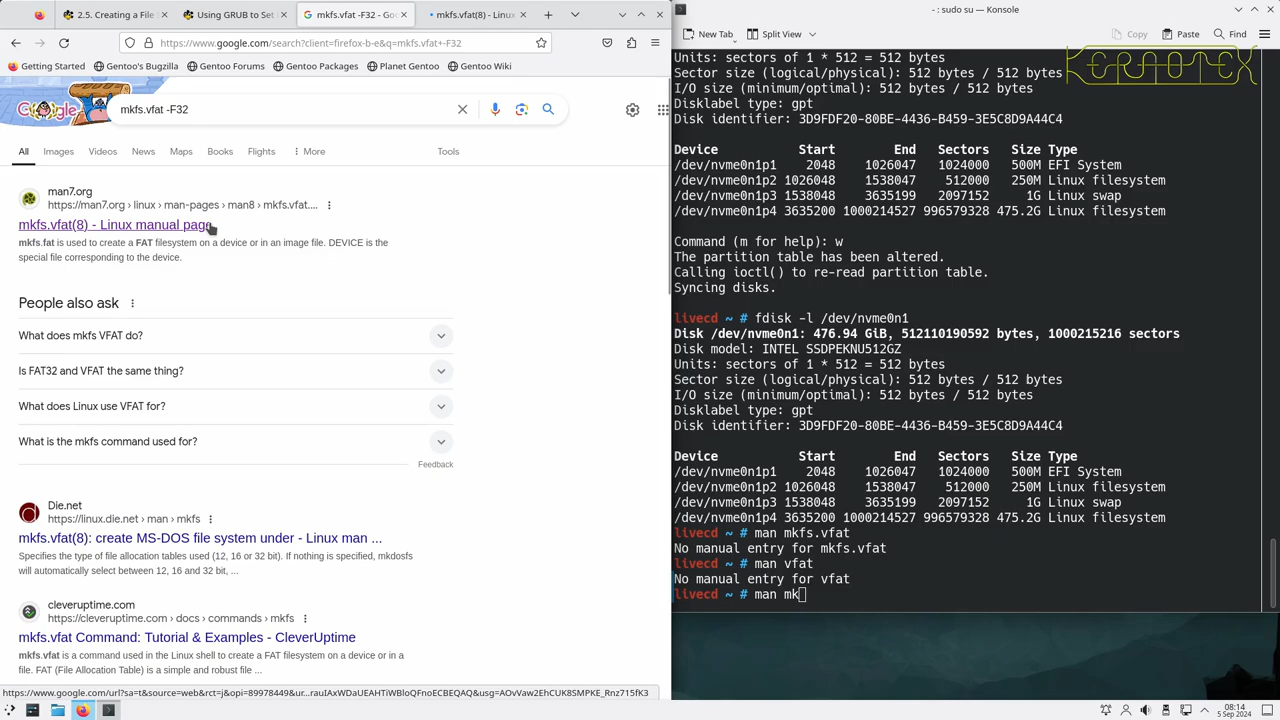 2.5. Creating a File S
Using GRUB to Set
mkfs.vfat -F32 - Goo
mkfs.vfat(8) - Linux
- : sudo su — Konsole
https://www.google.com/search?client=firefox-b-e&q=mkfs.vfat+-F32
Getting Started
Gentoo's Bugzilla
Gentoo Forums
Gentoo Packages
Planet Gentoo
Gentoo Wiki
mkfs.vfat -F32
All
Images
Videos
News
Maps
Books
Flights
More
Tools
man7.org
https://man7.org › linux › man-pages › man8 › mkfs.vfat....
mkfs.vfat(8) - Linux manual page
mkfs.fat is used to create a FAT filesystem on a device or in an image file. DEVICE is the
special file corresponding to the device.
People also ask
What does mkfs VFAT do?
Is FAT32 and VFAT the same thing?
What does Linux use VFAT for?
What is the mkfs command used for?
Feedback
Die.net
https://linux.die.net › man › mkfs
mkfs.vfat(8): create MS-DOS file system under - Linux man ...
Specifies the type of file allocation tables used (12, 16 or 32 bit). If nothing is specified, mkdosfs
will automatically select between 12, 16 and 32 bit, ...
cleveruptime.com
https://cleveruptime.com › docs › commands › mkfs
mkfs.vfat Command: Tutorial & Examples - CleverUptime
mkfs.vfat is a command used in the Linux shell to create a FAT filesystem on a device or in a
file. FAT (File Allocation Table) is a simple and robust file ...
New Tab
Split View
Copy
Paste
Find
KERNOTEX
Units: sectors of 1 * 512 = 512 bytes
Sector size (logical/physical): 512 bytes / 512 bytes
I/O size (minimum/optimal): 512 bytes / 512 bytes
Disklabel type: gpt
Disk identifier: 3D9FDF20-80BE-4436-B459-3E5C8D9A44C4
Device Start End Sectors Size Type
/dev/nvme0n1p1 2048 1026047 1024000 500M EFI System
/dev/nvme0n1p2 1026048 1538047 512000 250M Linux filesystem
/dev/nvme0n1p3 1538048 3635199 2097152 1G Linux swap
/dev/nvme0n1p4 3635200 1000214527 996579328 475.2G Linux filesystem
Command (m for help): w
The partition table has been altered.
Calling ioctl() to re-read partition table.
Syncing disks.
livecd ~ # fdisk -l /dev/nvme0n1
Disk /dev/nvme0n1: 476.94 GiB, 512110190592 bytes, 1000215216 sectors
Disk model: INTEL SSDPEKNU512GZ
Units: sectors of 1 * 512 = 512 bytes
Sector size (logical/physical): 512 bytes / 512 bytes
I/O size (minimum/optimal): 512 bytes / 512 bytes
Disklabel type: gpt
Disk identifier: 3D9FDF20-80BE-4436-B459-3E5C8D9A44C4
Device Start End Sectors Size Type
/dev/nvme0n1p1 2048 1026047 1024000 500M EFI System
/dev/nvme0n1p2 1026048 1538047 512000 250M Linux filesystem
/dev/nvme0n1p3 1538048 3635199 2097152 1G Linux swap
/dev/nvme0n1p4 3635200 1000214527 996579328 475.2G Linux filesystem
livecd ~ # man mkfs.vfat
No manual entry for mkfs.vfat
livecd ~ # man vfat
No manual entry for vfat
livecd ~ # man mk
08:14
5 Sep 2024